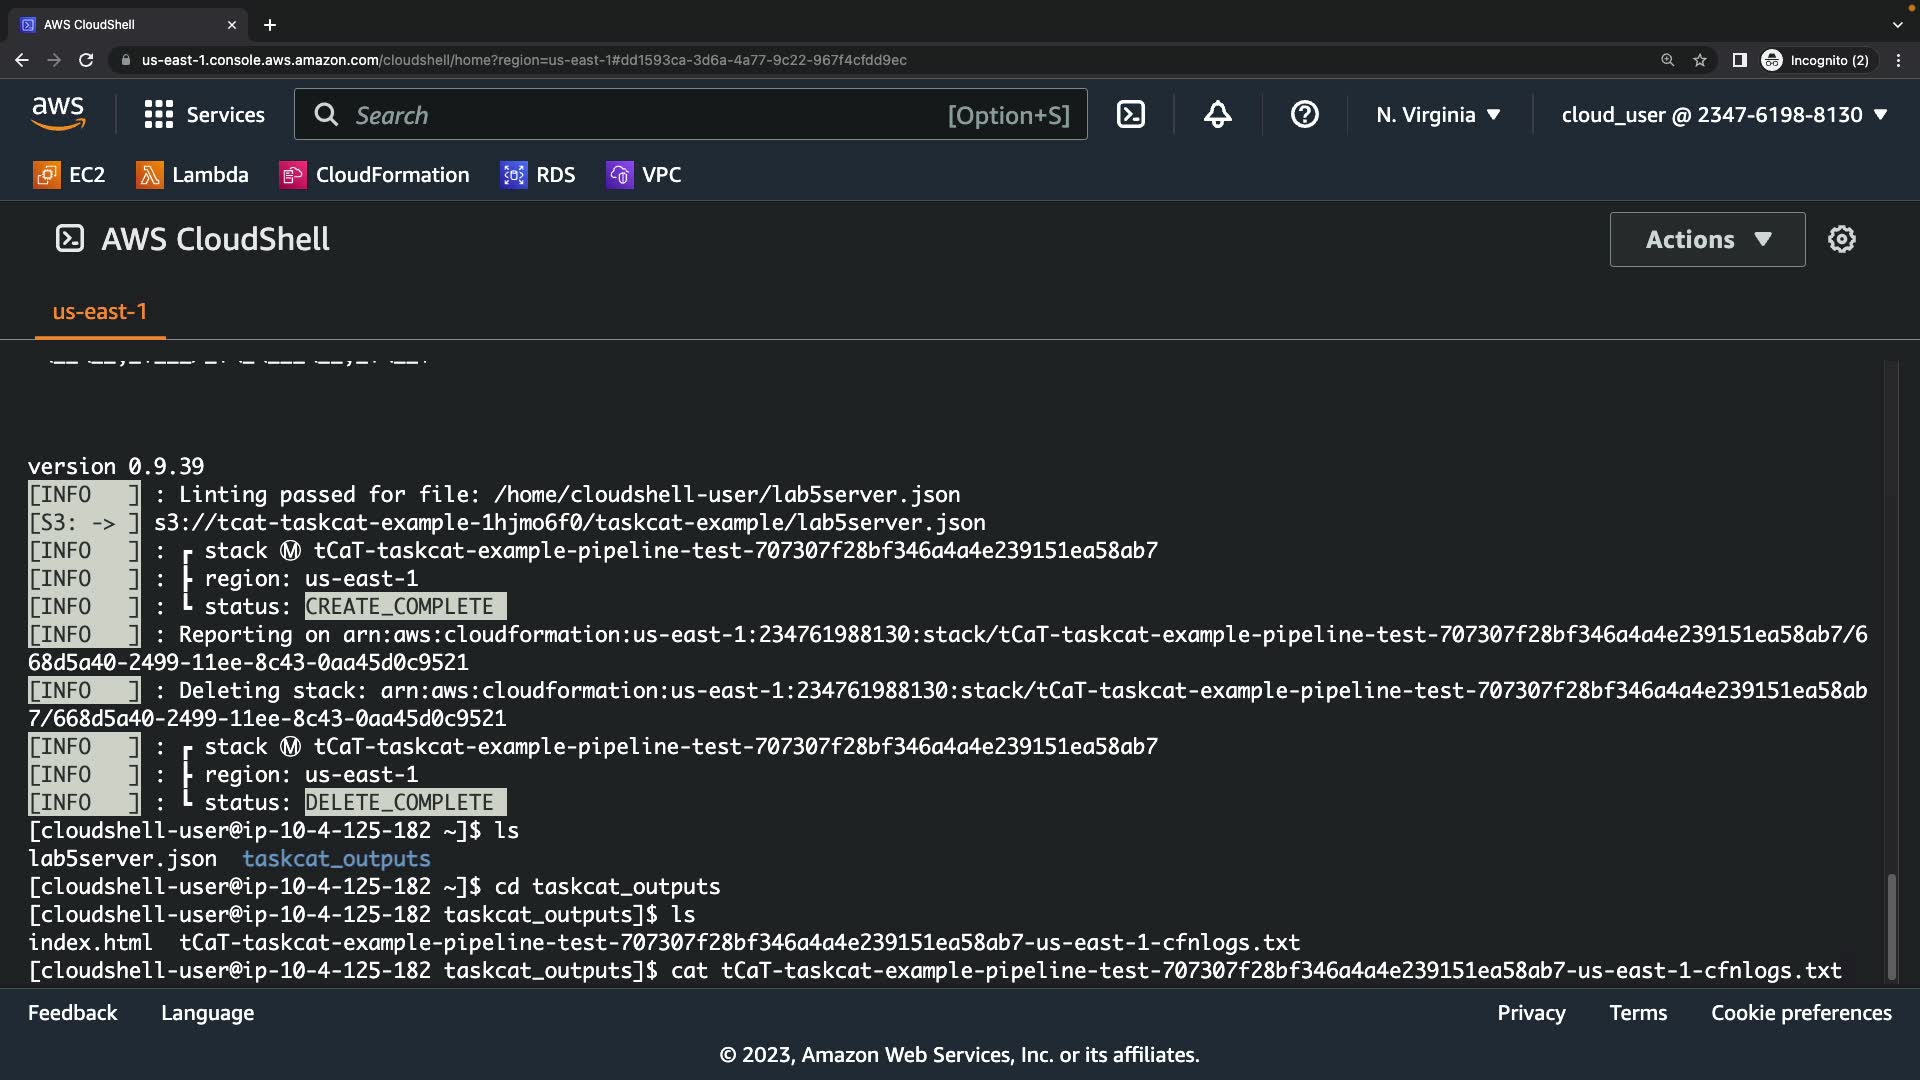 AWS CloudShell
us-east-1.console.aws.amazon.com/cloudshell/home?region=us-east-1#dd1593ca-3d6a-4a77-9c22-967f4cfdd9ec
Incognito (2)
aws
Services
Search
[Option+S]
N. Virginia
cloud_user @ 2347-6198-8130
EC2
Lambda
CloudFormation
RDS
VPC
AWS CloudShell
Actions
us-east-1
version 0.9.39
[INFO   ] : Linting passed for file: /home/cloudshell-user/lab5server.json
[S3: -> ] s3://tcat-taskcat-example-1hjmo6f0/taskcat-example/lab5server.json
[INFO   ] : ┏ stack Ⓜ tCaT-taskcat-example-pipeline-test-707307f28bf346a4a4e239151ea58ab7
[INFO   ] : ┣ region: us-east-1
[INFO   ] : ┗ status: CREATE_COMPLETE
[INFO   ] : Reporting on arn:aws:cloudformation:us-east-1:234761988130:stack/tCaT-taskcat-example-pipeline-test-707307f28bf346a4a4e239151ea58ab7/6
68d5a40-2499-11ee-8c43-0aa45d0c9521
[INFO   ] : Deleting stack: arn:aws:cloudformation:us-east-1:234761988130:stack/tCaT-taskcat-example-pipeline-test-707307f28bf346a4a4e239151ea58ab
7/668d5a40-2499-11ee-8c43-0aa45d0c9521
[INFO   ] : ┏ stack Ⓜ tCaT-taskcat-example-pipeline-test-707307f28bf346a4a4e239151ea58ab7
[INFO   ] : ┣ region: us-east-1
[INFO   ] : ┗ status: DELETE_COMPLETE
[cloudshell-user@ip-10-4-125-182 ~]$ ls
lab5server.json  taskcat_outputs
[cloudshell-user@ip-10-4-125-182 ~]$ cd taskcat_outputs
[cloudshell-user@ip-10-4-125-182 taskcat_outputs]$ ls
index.html  tCaT-taskcat-example-pipeline-test-707307f28bf346a4a4e239151ea58ab7-us-east-1-cfnlogs.txt
[cloudshell-user@ip-10-4-125-182 taskcat_outputs]$ cat tCaT-taskcat-example-pipeline-test-707307f28bf346a4a4e239151ea58ab7-us-east-1-cfnlogs.txt
Feedback
Language
Privacy
Terms
Cookie preferences
© 2023, Amazon Web Services, Inc. or its affiliates.